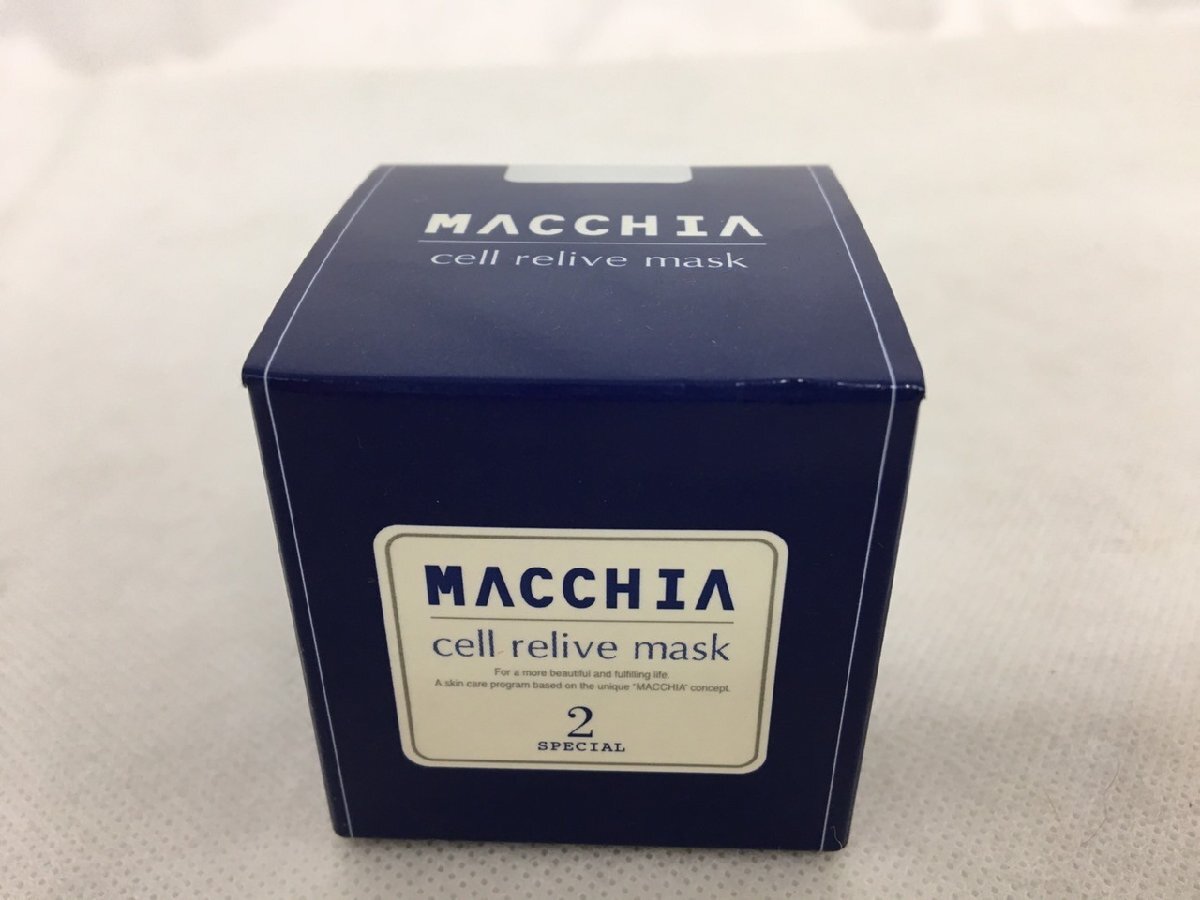 MACCHIA
cell relive mask
MACCHIA
cell relive mask
For a more beautiful and fulfilling life.
A skin care program based on the unique "MACCHIA" concept.
2
SPECIAL